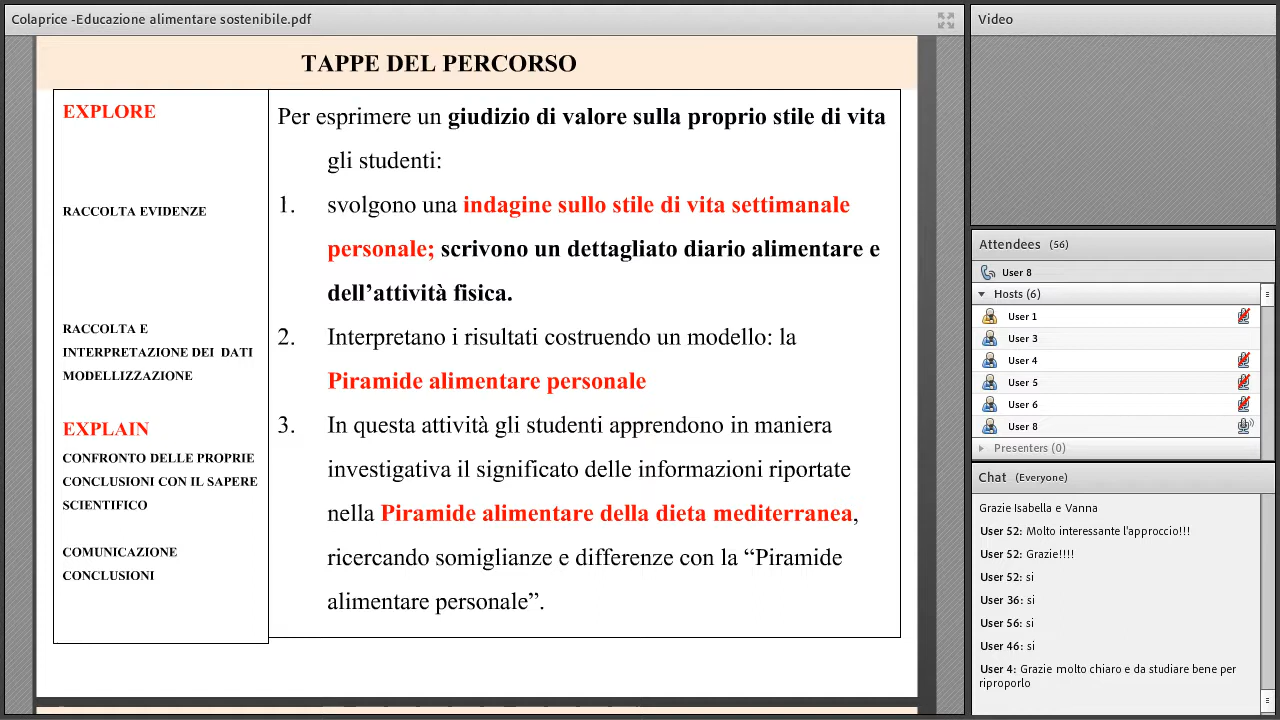 Colaprice -Educazione alimentare sostenibile.pdf
TAPPE DEL PERCORSO
EXPLORE
RACCOLTA EVIDENZE
RACCOLTA E
INTERPRETAZIONE DEI DATI
MODELLIZZAZIONE
EXPLAIN
CONFRONTO DELLE PROPRIE
CONCLUSIONI CON IL SAPERE
SCIENTIFICO
COMUNICAZIONE
CONCLUSIONI
Per esprimere un giudizio di valore sulla proprio stile di vita
gli studenti:
1. svolgono una indagine sullo stile di vita settimanale
personale; scrivono un dettagliato diario alimentare e
dell’attività fisica.
2. Interpretano i risultati costruendo un modello: la
Piramide alimentare personale
3. In questa attività gli studenti apprendono in maniera
investigativa il significato delle informazioni riportate
nella Piramide alimentare della dieta mediterranea,
ricercando somiglianze e differenze con la “Piramide
alimentare personale”.
Video
Attendees (56)
User 8
Hosts (6)
User 1
User 3
User 4
User 5
User 6
User 8
Presenters (0)
Chat (Everyone)
Grazie Isabella e Vanna
User 52: Molto interessante l'approccio!!!
User 52: Grazie!!!!
User 52: si
User 36: si
User 56: si
User 46: si
User 4: Grazie molto chiaro e da studiare bene per
riproporlo